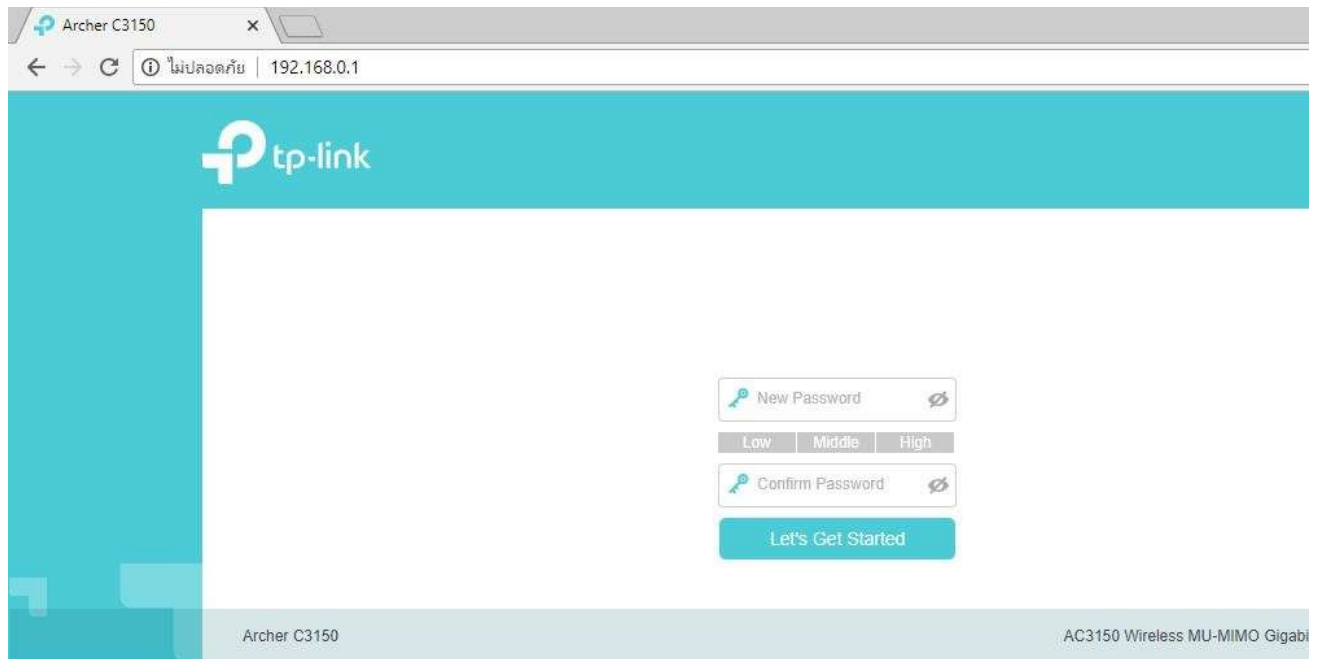 Archer C3150
ไม่ปลอดภัย | 192.168.0.1
tp-link
New Password
Low Middle High
Confirm Password
Let's Get Started
Archer C3150 AC3150 Wireless MU-MIMO Gigabi